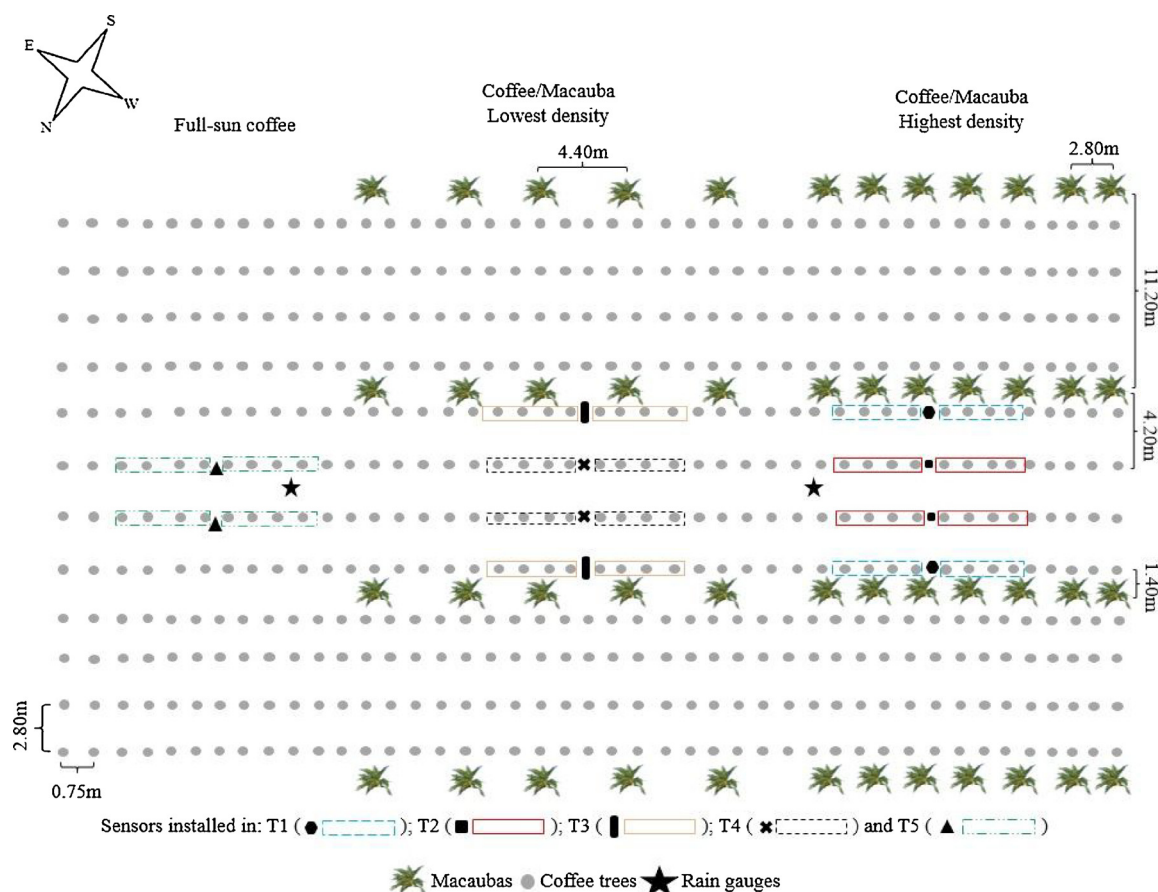 S
E
W
N
Full-sun coffee
Coffee/Macauba
Lowest density
4.40m
Coffee/Macauba
Highest density
2.80m
11.20m
4.20m
1.40m
2.80m
0.75m
Sensors installed in: T1 ( ); T2 ( ); T3 ( ); T4 ( ) and T5 ( )
Macaubas Coffee trees Rain gauges